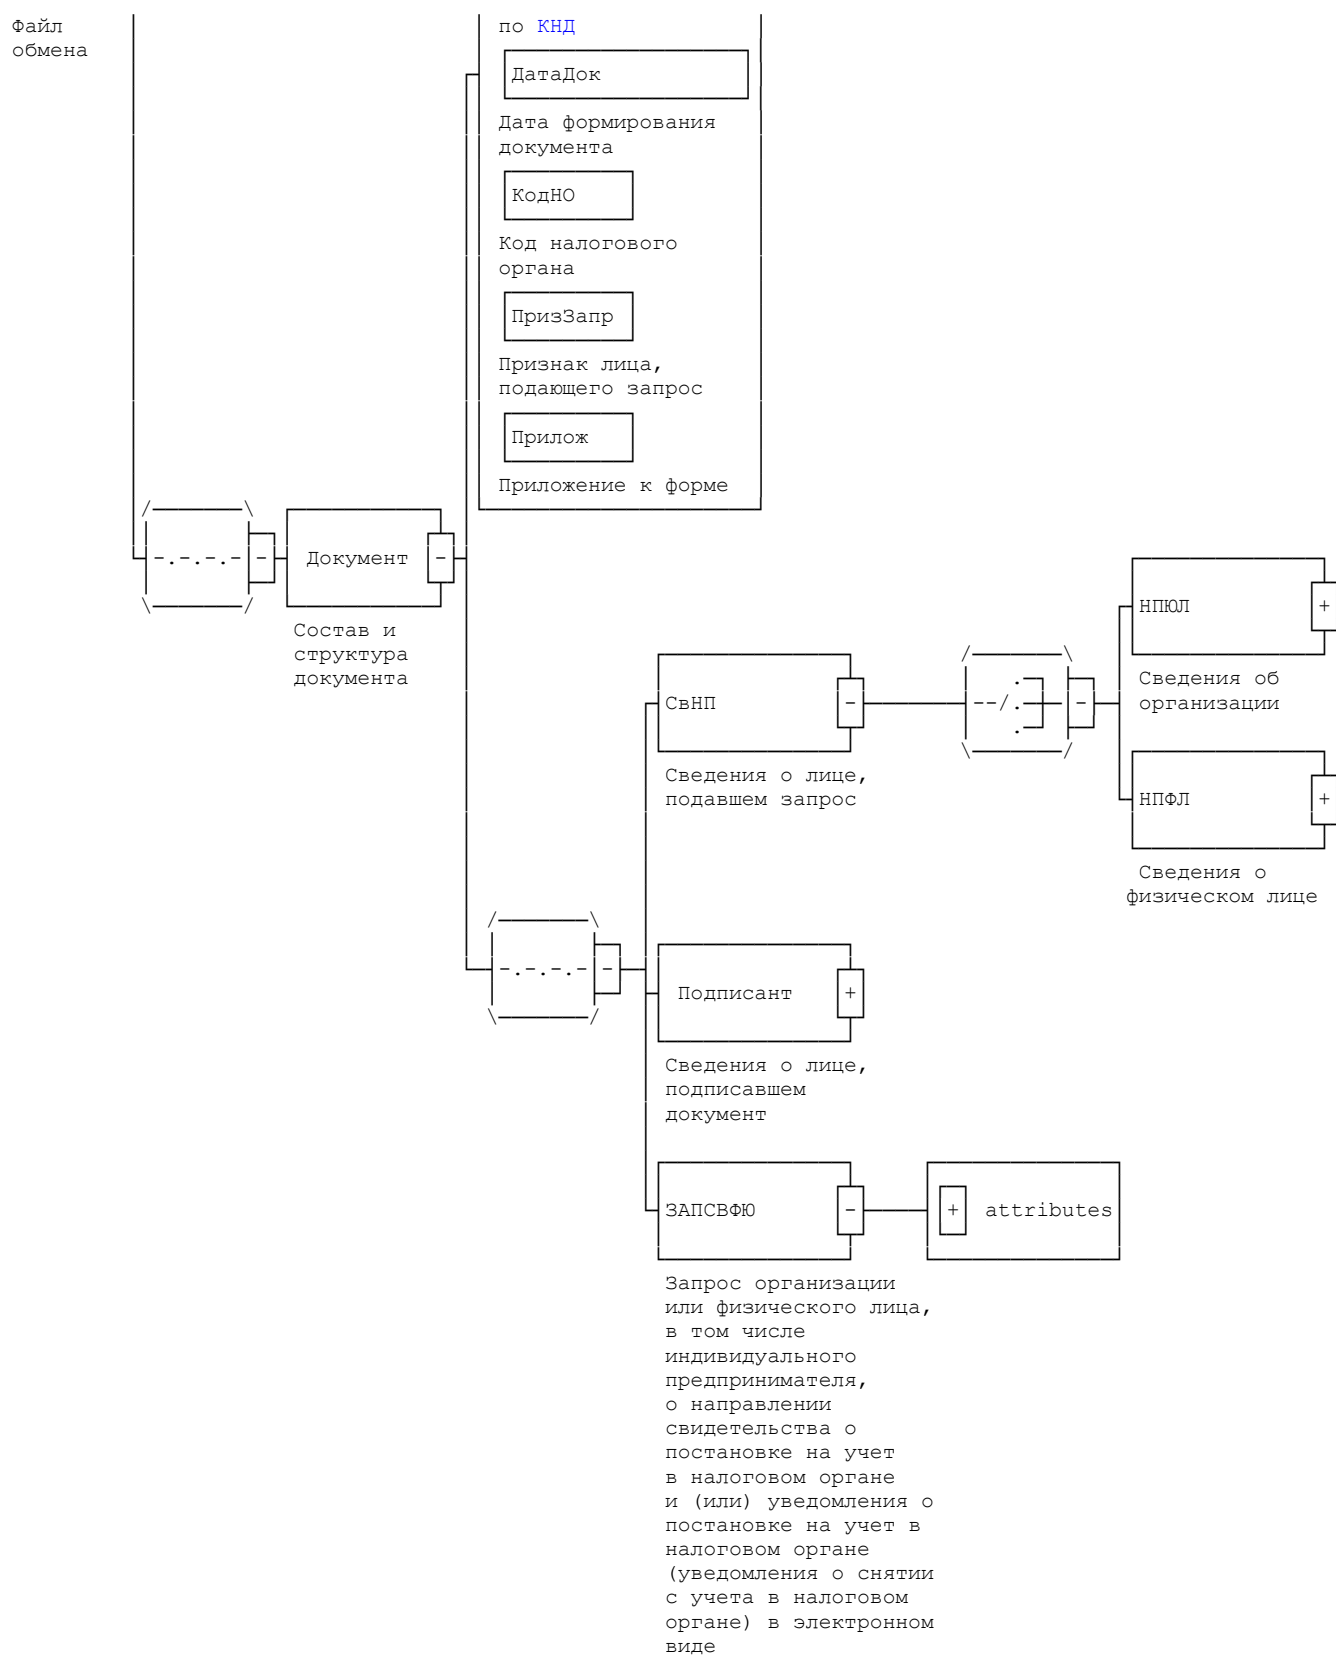 Файл
обмена
по КНД
ДатаДок
Дата формирования
документа
КодНО
Код налогового
органа
ПризЗапр
Признак лица,
подающего запрос
Прилож
Приложение к форме
Документ
Состав и
структура
документа
СвНП
Сведения о лице,
подавшем запрос
НПЮЛ
Сведения об
организации
НПФЛ
Сведения о
физическом лице
Подписант
Сведения о лице,
подписавшем
документ
ЗАПСВФЮ
attributes
Запрос организации
или физического лица,
в том числе
индивидуального
предпринимателя,
о направлении
свидетельства о
постановке на учет
в налоговом органе
и (или) уведомления о
постановке на учет в
налоговом органе
(уведомления о снятии
с учета в налоговом
органе) в электронном
виде